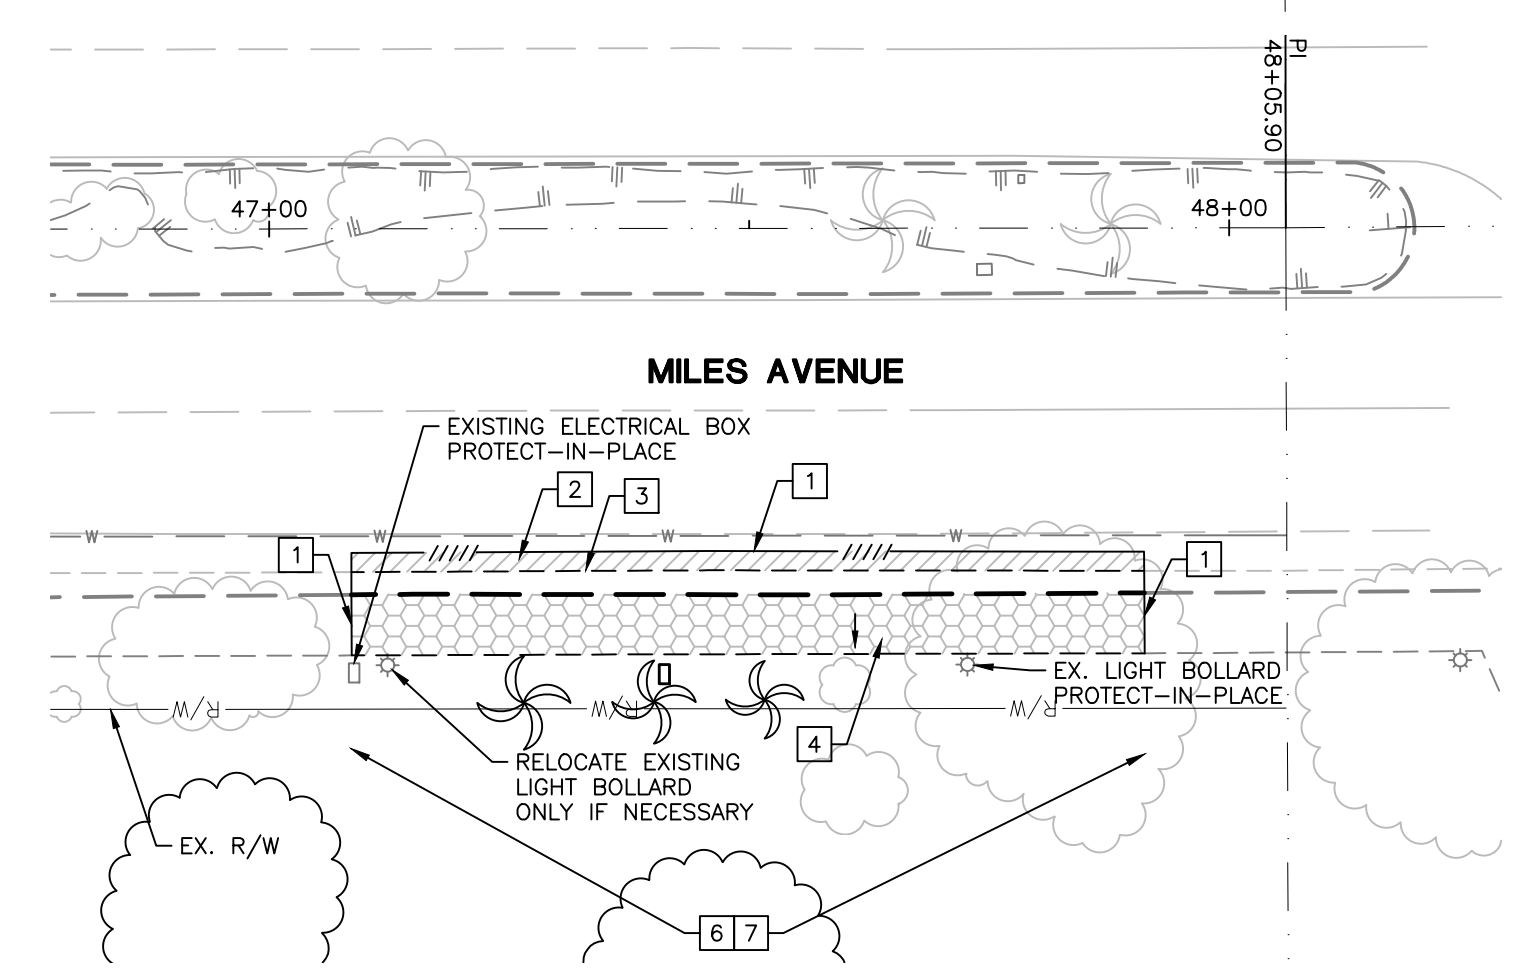 PI
48+05.90
47+00
48+00
MILES AVENUE
EXISTING ELECTRICAL BOX
PROTECT-IN-PLACE
2
3
1
W
W
W
W
1
1
EX. LIGHT BOLLARD
PROTECT-IN-PLACE
R/W
R/W
R/W
4
RELOCATE EXISTING
LIGHT BOLLARD
ONLY IF NECESSARY
EX. R/W
6 7